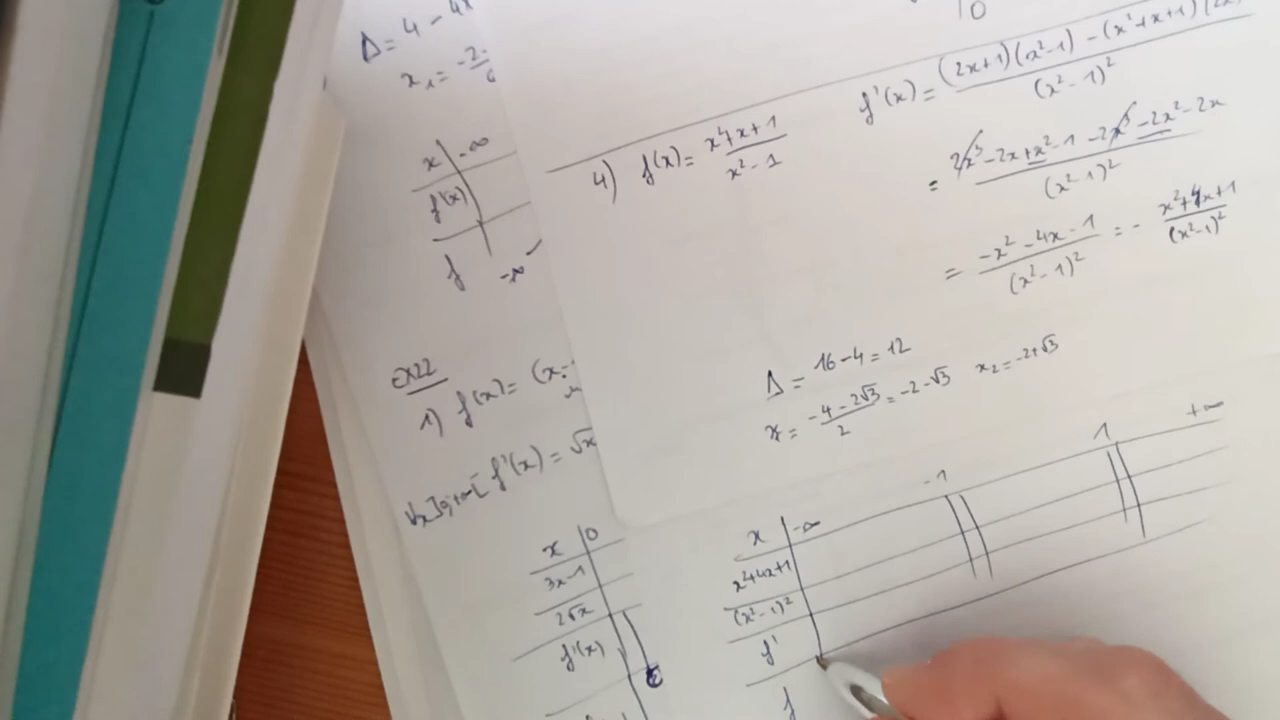 Δ = 4 - 4x
x₁ = -2
x | -∞
f'(x)
f -∞
EX22
1) f(x) = (x-
f'(x) = √x
x | 0
3x-1
2√x
f'(x)
10
4) f(x) = (x²+x+1)/(x²-1)
f'(x) = ((2x+1)(x²-1) - (x²+x+1)(2x)/(x²-1)²
= (2x³-2x+x²-1-2x³-2x²-2x)/(x²-1)²
= (-x²-4x-1)/(x²-1)² = - (x²+4x+1)/(x²-1)²
Δ = 16-4 = 12
x₁ = (-4-2√3)/2 = -2-√3 x₂ = -2+√3
x | -∞ -1 1 +∞
x²+4x+1
(x²-1)²
f'
f